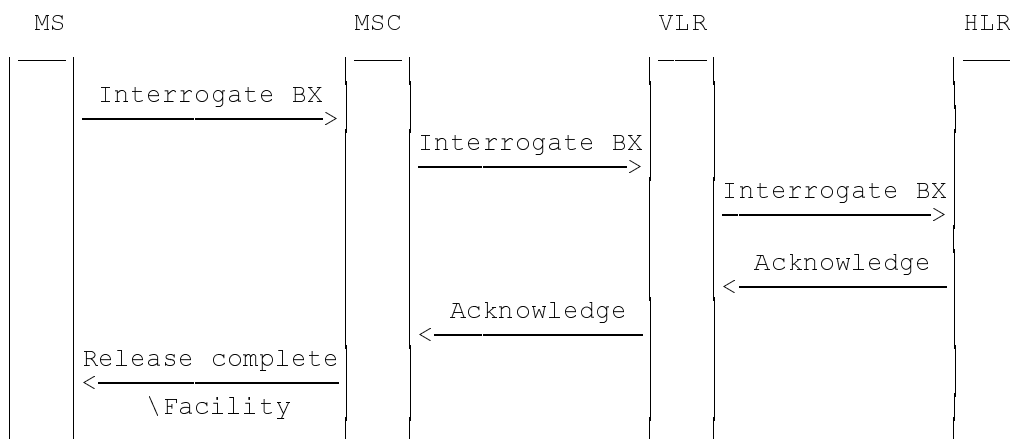 MS MSC VLR HLR
Interrogate BX
Interrogate BX
Interrogate BX
Acknowledge
Acknowledge
Release complete
\Facility